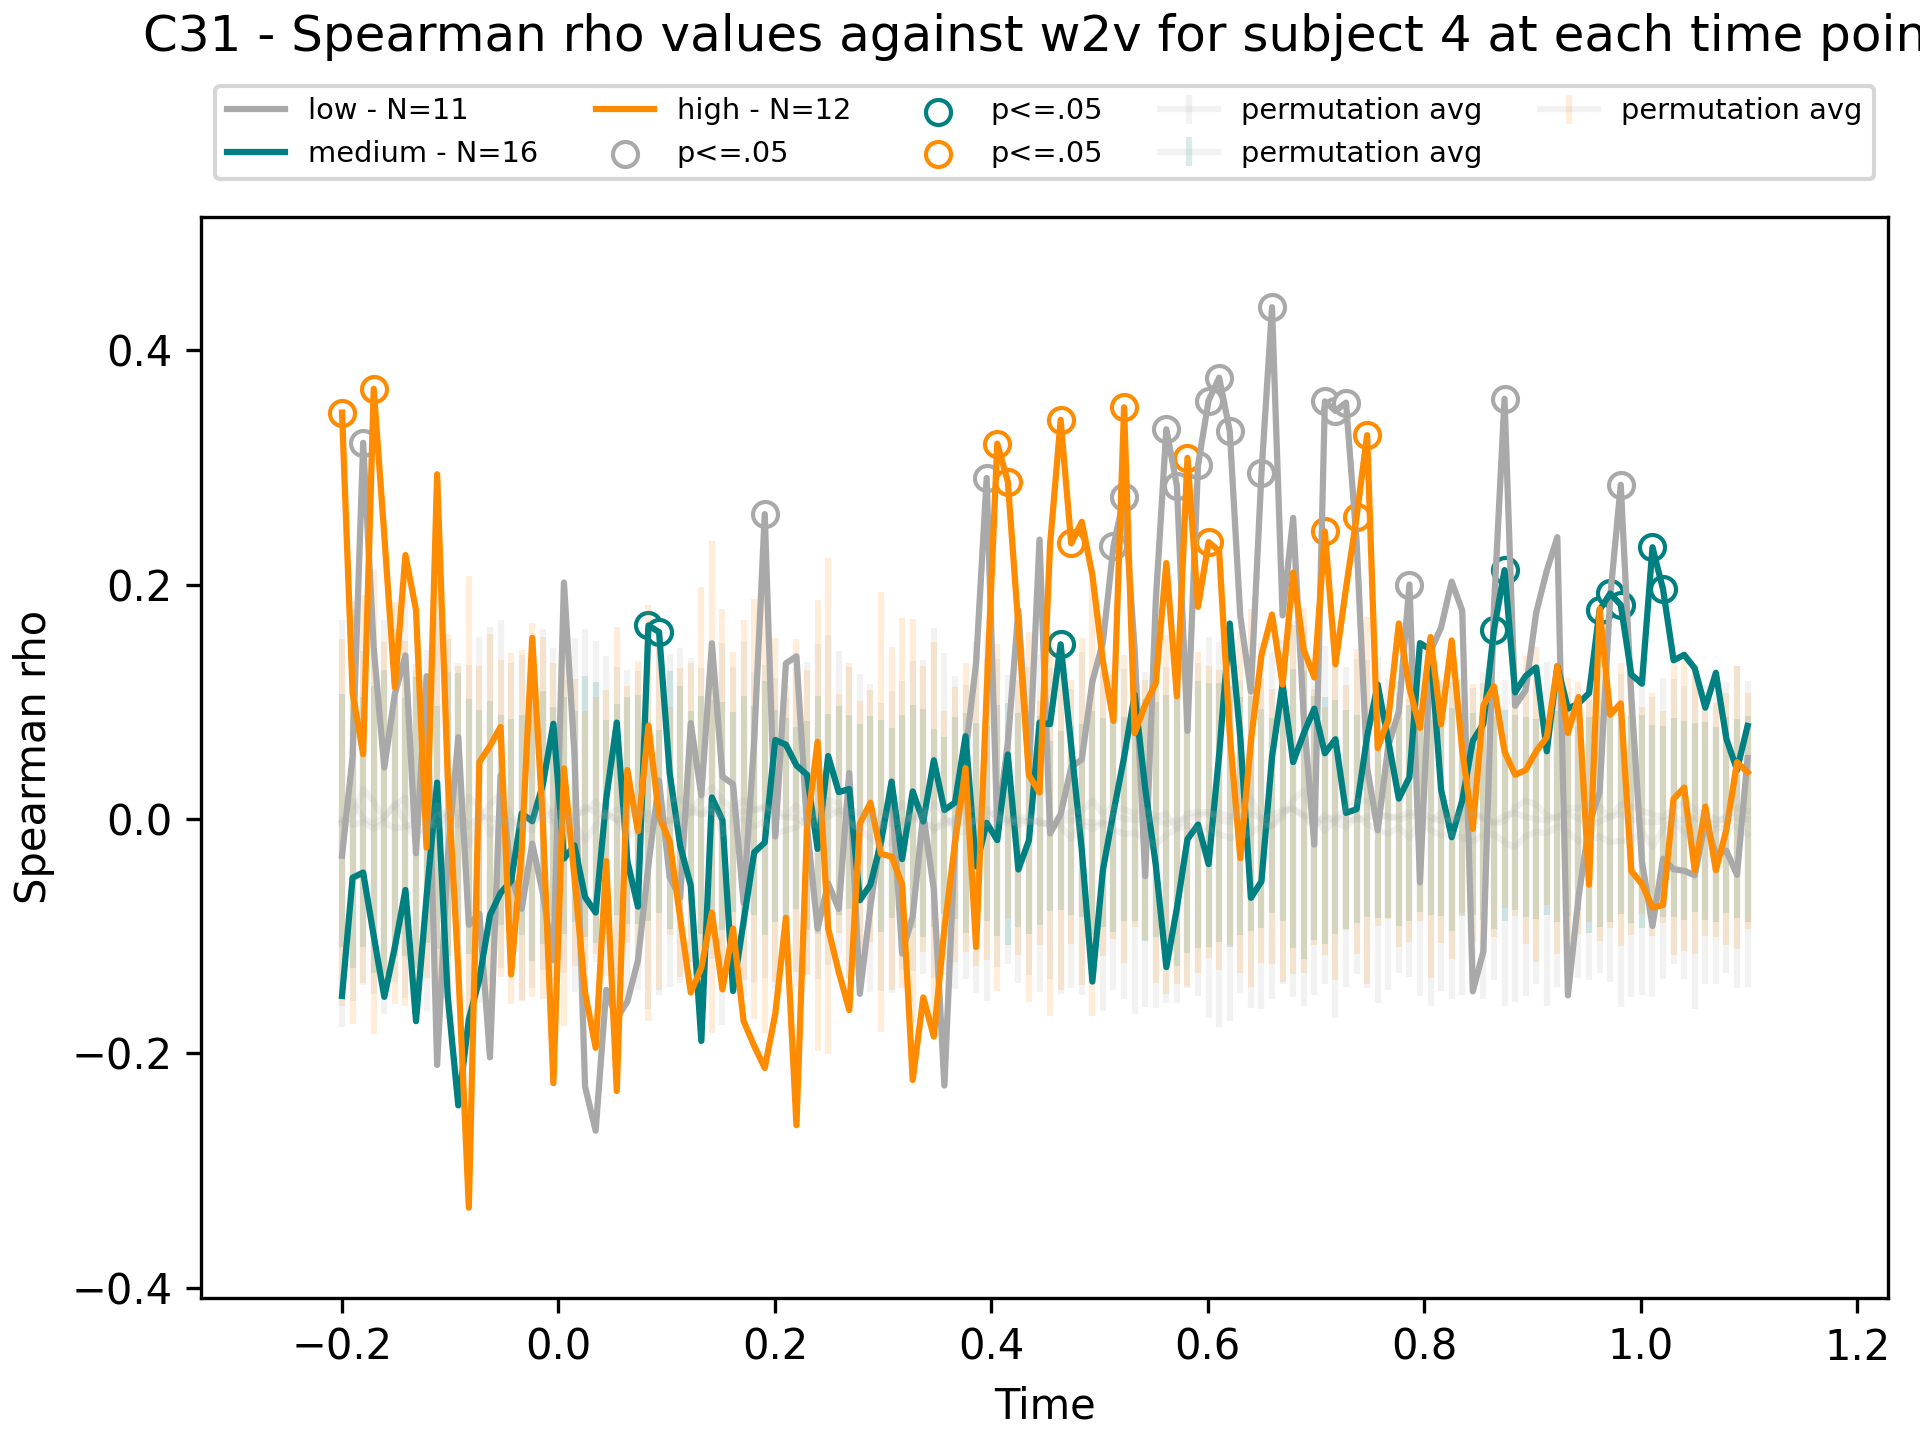 C31 - Spearman rho values against w2v for subject 4 at each time poin
low - N=11
medium - N=16
high - N=12
p<=.05
p<=.05
p<=.05
permutation avg
permutation avg
permutation avg
Spearman rho
0.4
0.2
0.0
−0.2
−0.4
−0.2 0.0 0.2 0.4 0.6 0.8 1.0 1.2
Time